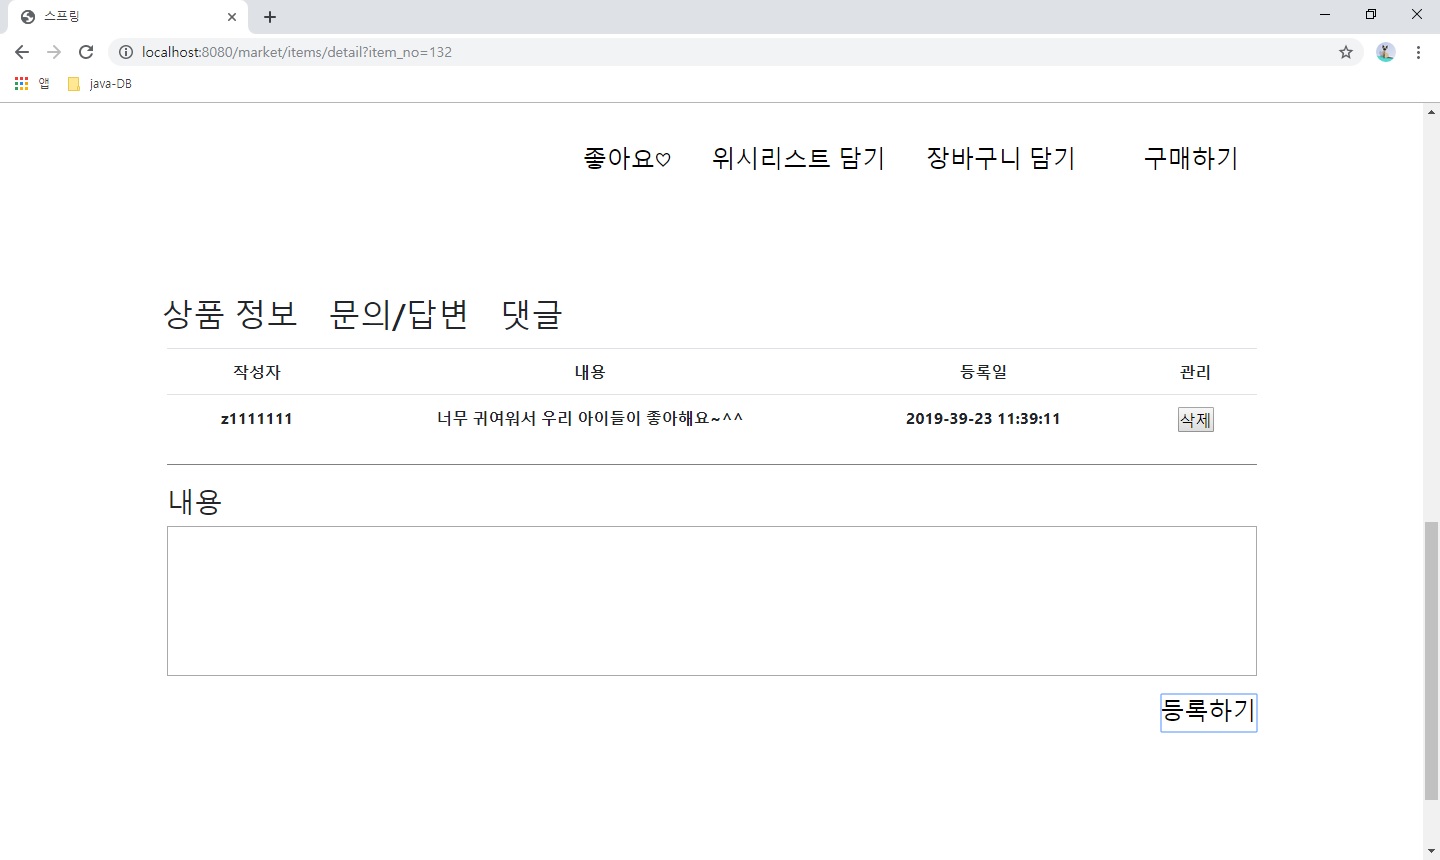 스프링
localhost:8080/market/items/detail?item_no=132
앱 java-DB
좋아요♡ 위시리스트 담기 장바구니 담기 구매하기
상품 정보 문의/답변 댓글
작성자 내용 등록일 관리
z1111111 너무 귀여워서 우리 아이들이 좋아해요~^^ 2019-39-23 11:39:11 삭제
내용
등록하기